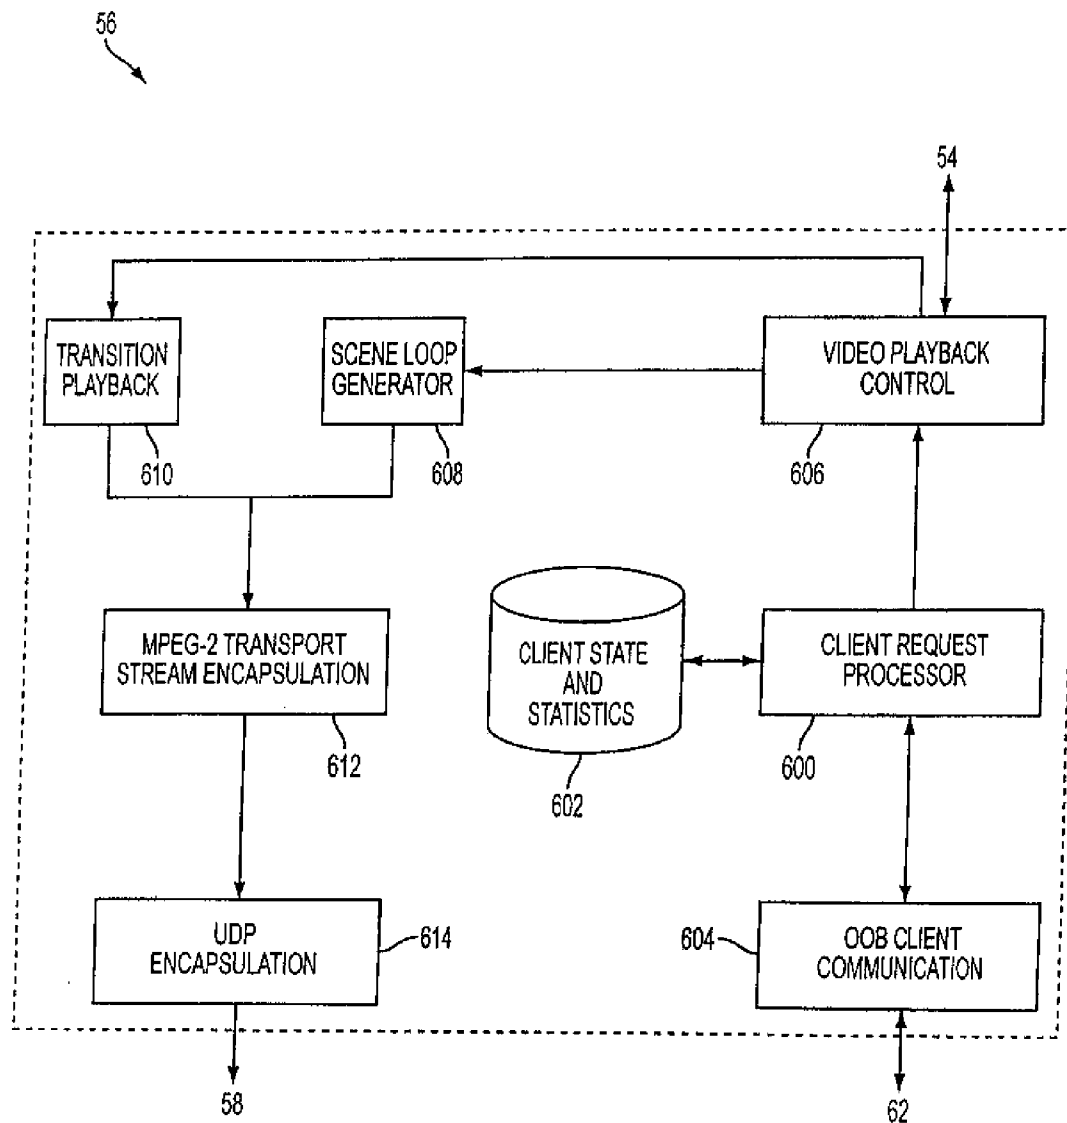 56
54
TRANSITION
PLAYBACK
610
SCENE LOOP
GENERATOR
608
VIDEO PLAYBACK
CONTROL
606
MPEG-2 TRANSPORT
STREAM ENCAPSULATION
612
CLIENT STATE
AND
STATISTICS
602
CLIENT REQUEST
PROCESSOR
600
UDP
ENCAPSULATION
614
604
OOB CLIENT
COMMUNICATION
58
62